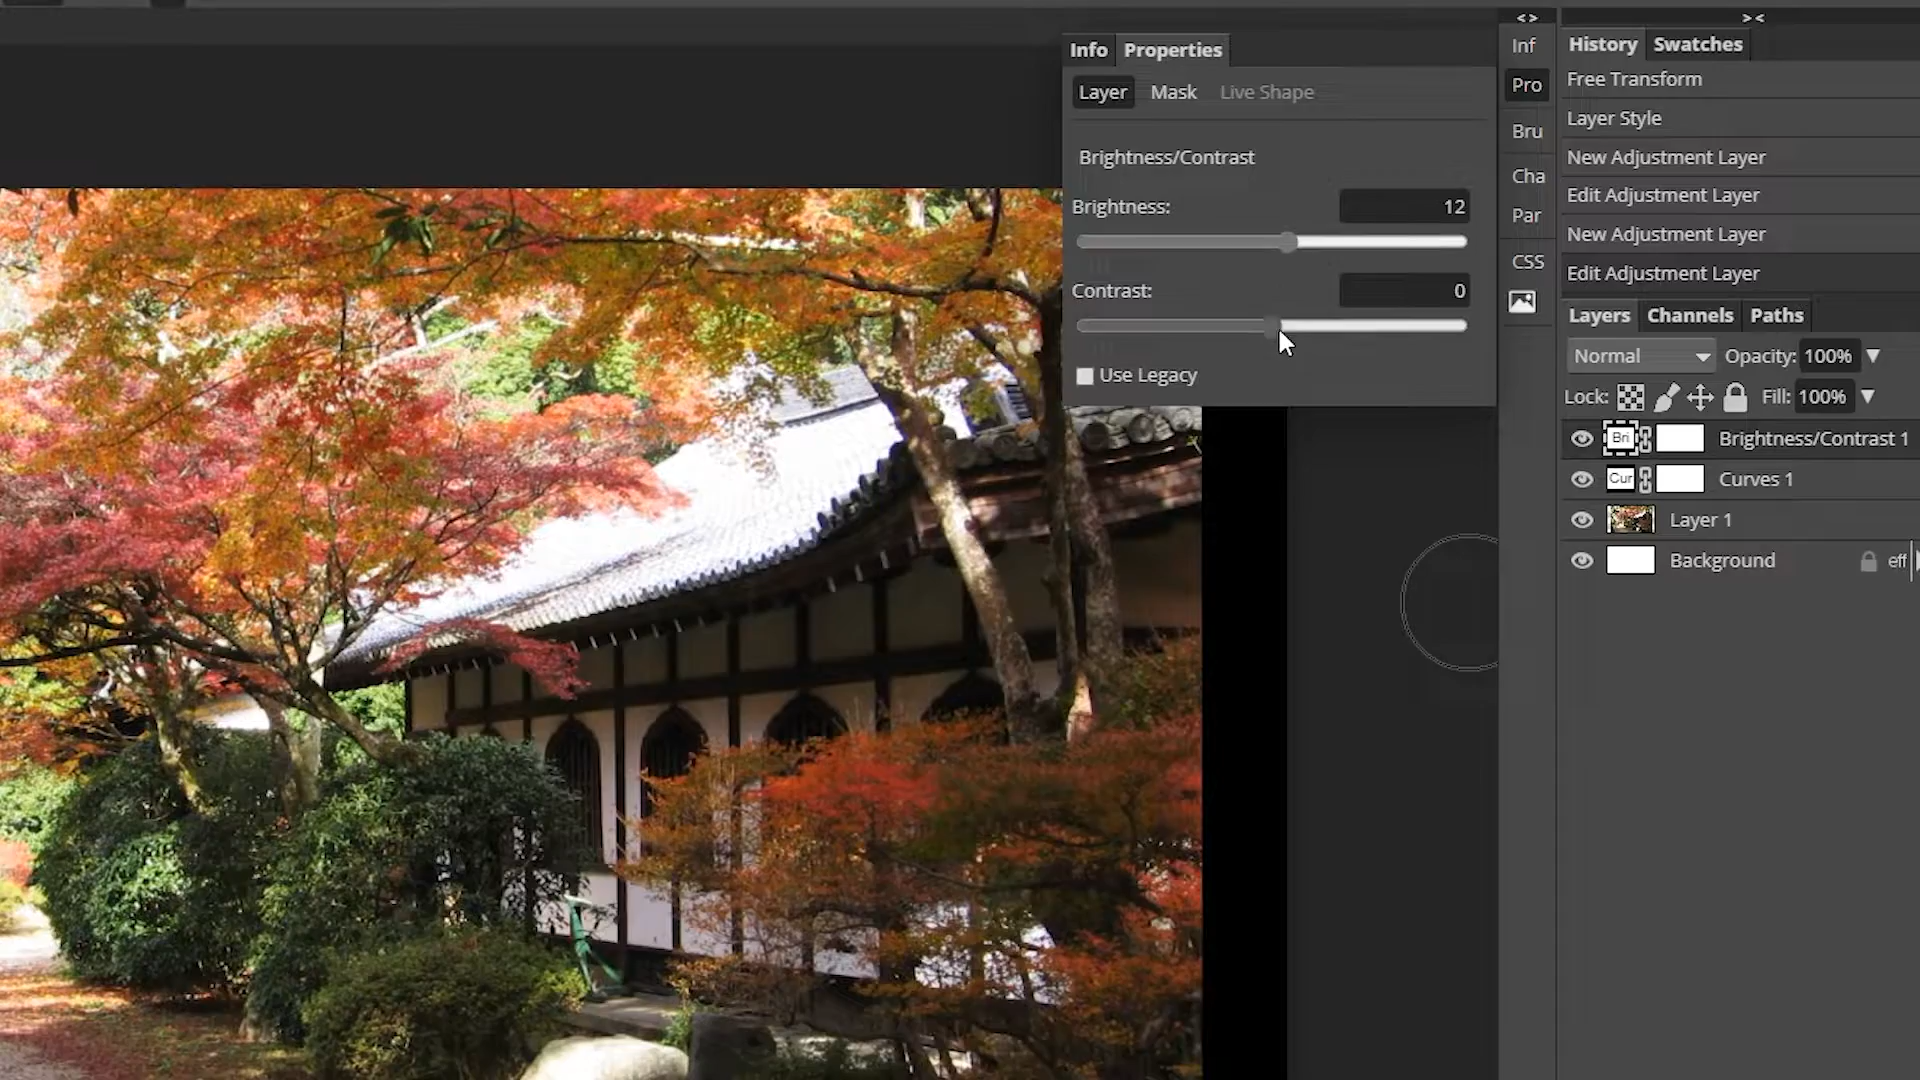 Info Properties
Layer Mask Live Shape
Brightness/Contrast
Brightness: 12
Contrast: 0
Use Legacy
< >
Inf
Pro
Bru
Cha
Par
CSS
> <
History Swatches
Free Transform
Layer Style
New Adjustment Layer
Edit Adjustment Layer
New Adjustment Layer
Edit Adjustment Layer
Layers Channels Paths
Normal Opacity: 100%
Lock: Fill: 100%
Bri Brightness/Contrast 1
Cur Curves 1
Layer 1
Background eff